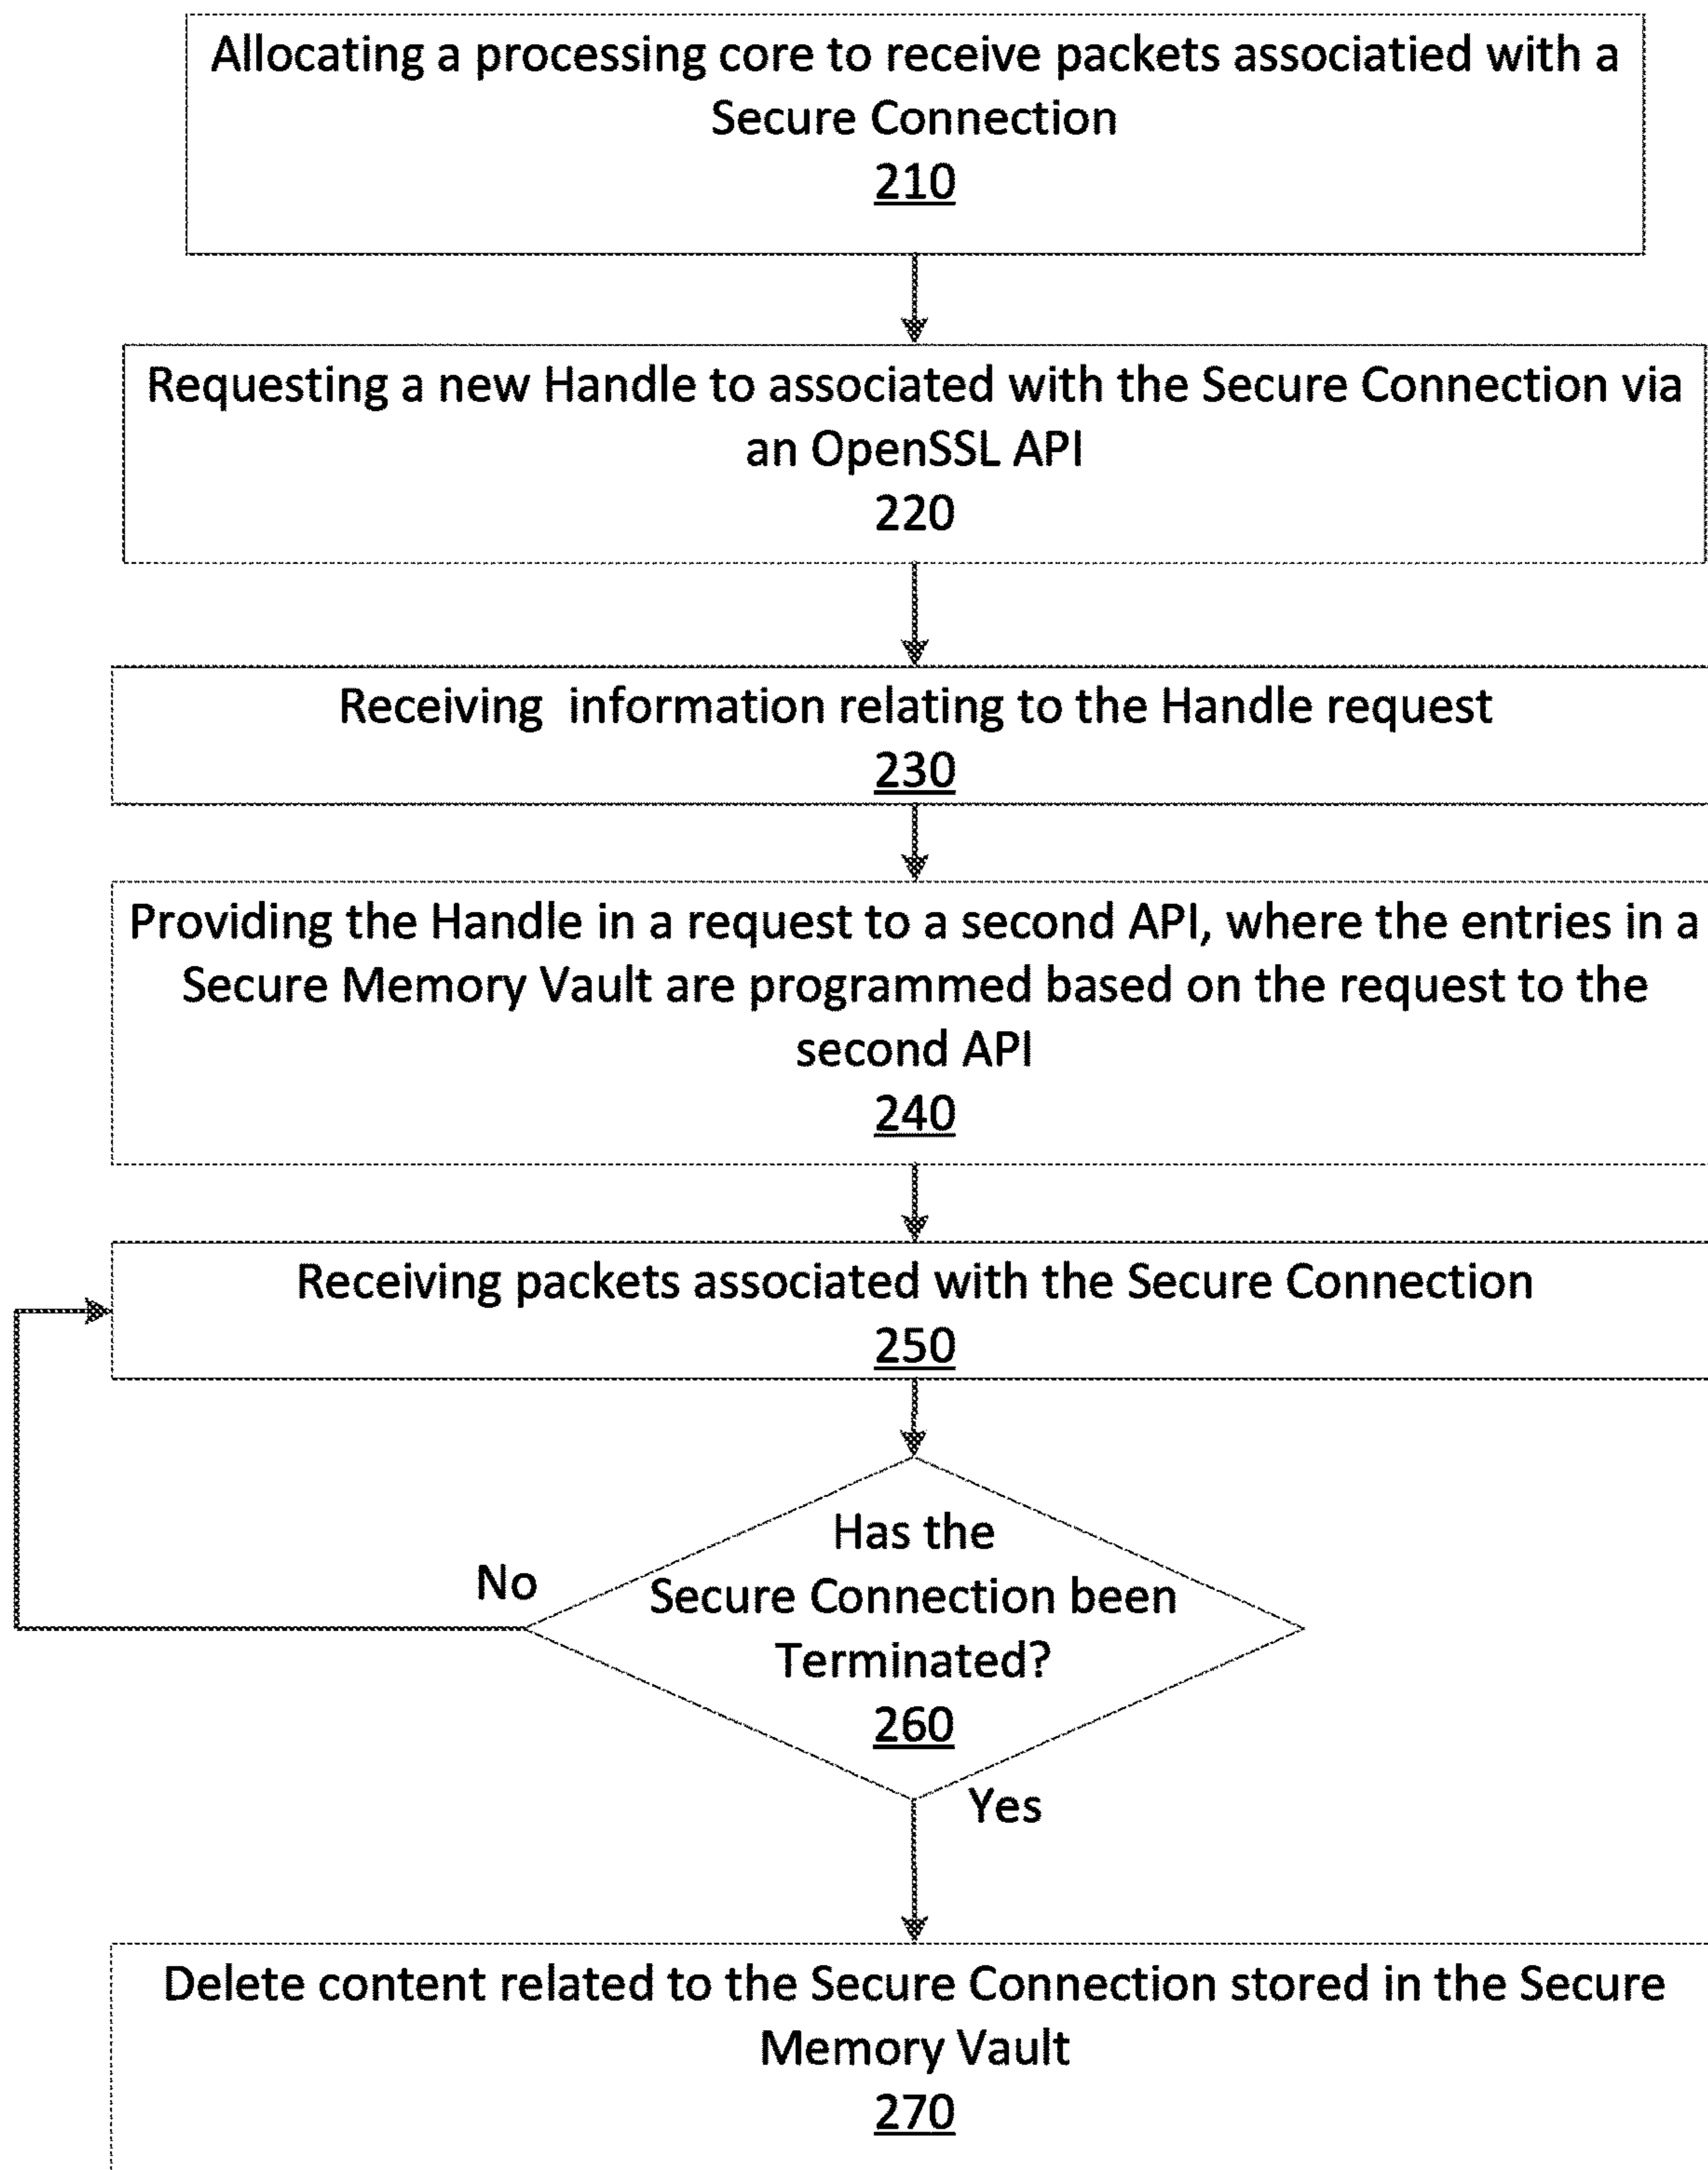 Allocating a processing core to receive packets associatied with a
Secure Connection
210
Requesting a new Handle to associated with the Secure Connection via
an OpenSSL API
220
Receiving information relating to the Handle request
230
Providing the Handle in a request to a second API, where the entries in a
Secure Memory Vault are programmed based on the request to the
second API
240
Receiving packets associated with the Secure Connection
250
Has the
No
Secure Connection been
Terminated?
260
Yes
Delete content related to the Secure Connection stored in the Secure
Memory Vault
270